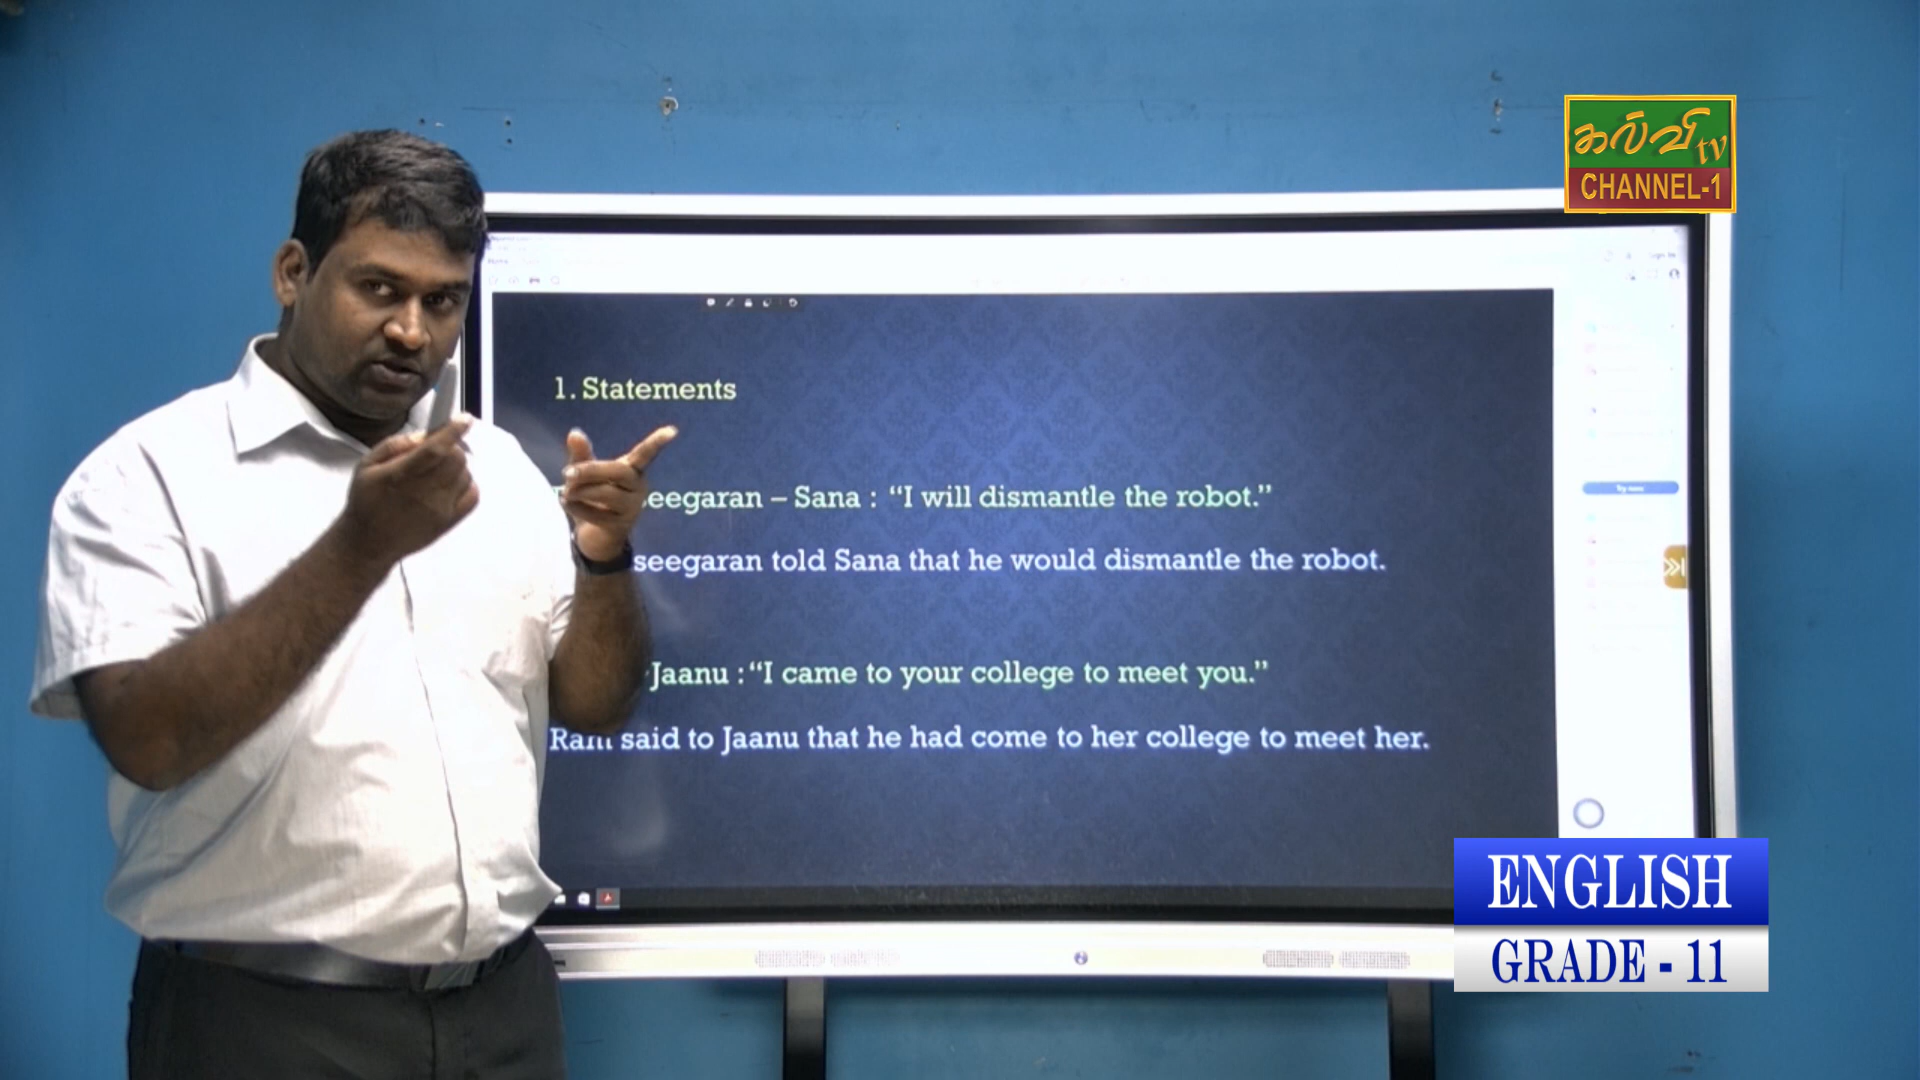 கல்வி tv
CHANNEL-1
1. Statements
seegaran – Sana : “I will dismantle the robot.”
seegaran told Sana that he would dismantle the robot.
Jaanu : “I came to your college to meet you.”
Ram said to Jaanu that he had come to her college to meet her.
ENGLISH
GRADE - 11